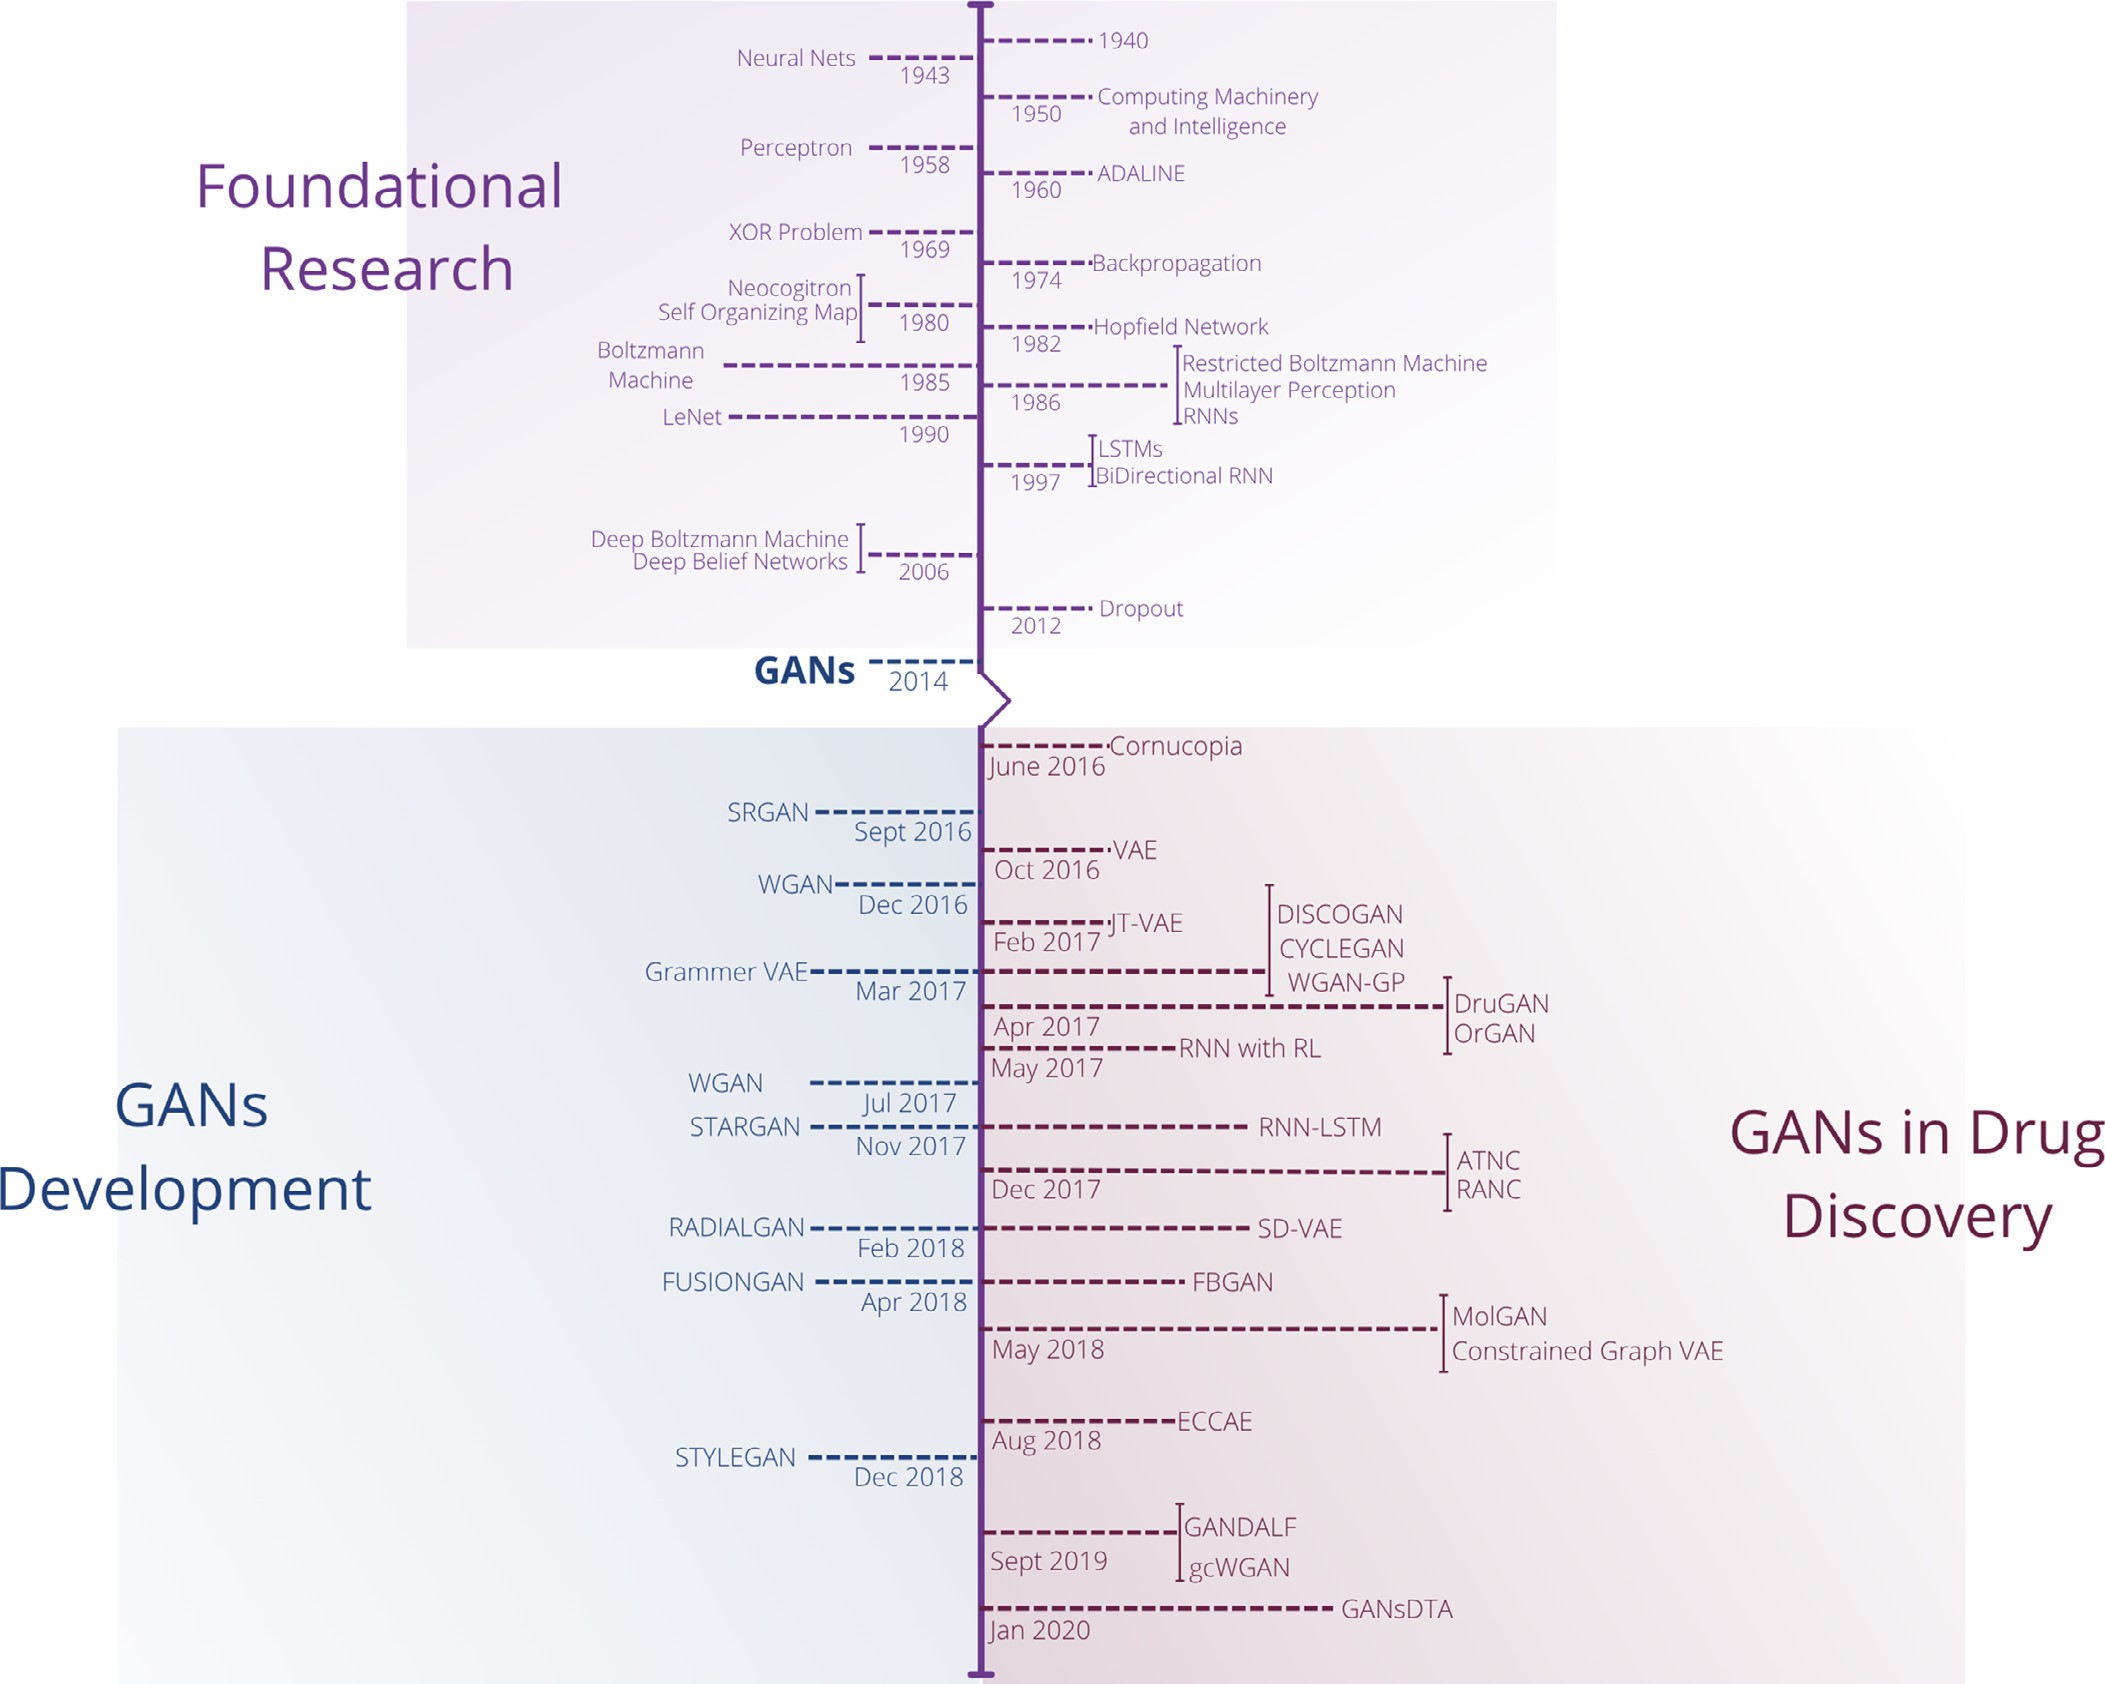 1940
Neural Nets
1943
Computing Machinery
and Intelligence
1950
Perceptron
1958
ADALINE
1960
Foundational
Research
XOR Problem
1969
Backpropagation
1974
Neocogitron
Self Organizing Map
1980
Hopfield Network
1982
Boltzmann
Machine
1985
Restricted Boltzmann Machine
Multilayer Perception
RNNs
1986
LeNet
1990
LSTMs
BiDirectional RNN
1997
Deep Boltzmann Machine
Deep Belief Networks
2006
Dropout
2012
GANs
2014
Cornucopia
June 2016
SRGAN
Sept 2016
VAE
Oct 2016
WGAN
Dec 2016
JT-VAE
Feb 2017
DISCOGAN
CYCLEGAN
WGAN-GP
Grammer VAE
Mar 2017
DruGAN
OrGAN
Apr 2017
RNN with RL
May 2017
WGAN
Jul 2017
GANs
Development
STARGAN
Nov 2017
RNN-LSTM
GANs in Drug
Discovery
ATNC
RANC
Dec 2017
RADIALGAN
Feb 2018
SD-VAE
FUSIONGAN
Apr 2018
FBGAN
MolGAN
Constrained Graph VAE
May 2018
ECCAE
Aug 2018
STYLEGAN
Dec 2018
GANDALF
gcWGAN
Sept 2019
GANsDTA
Jan 2020